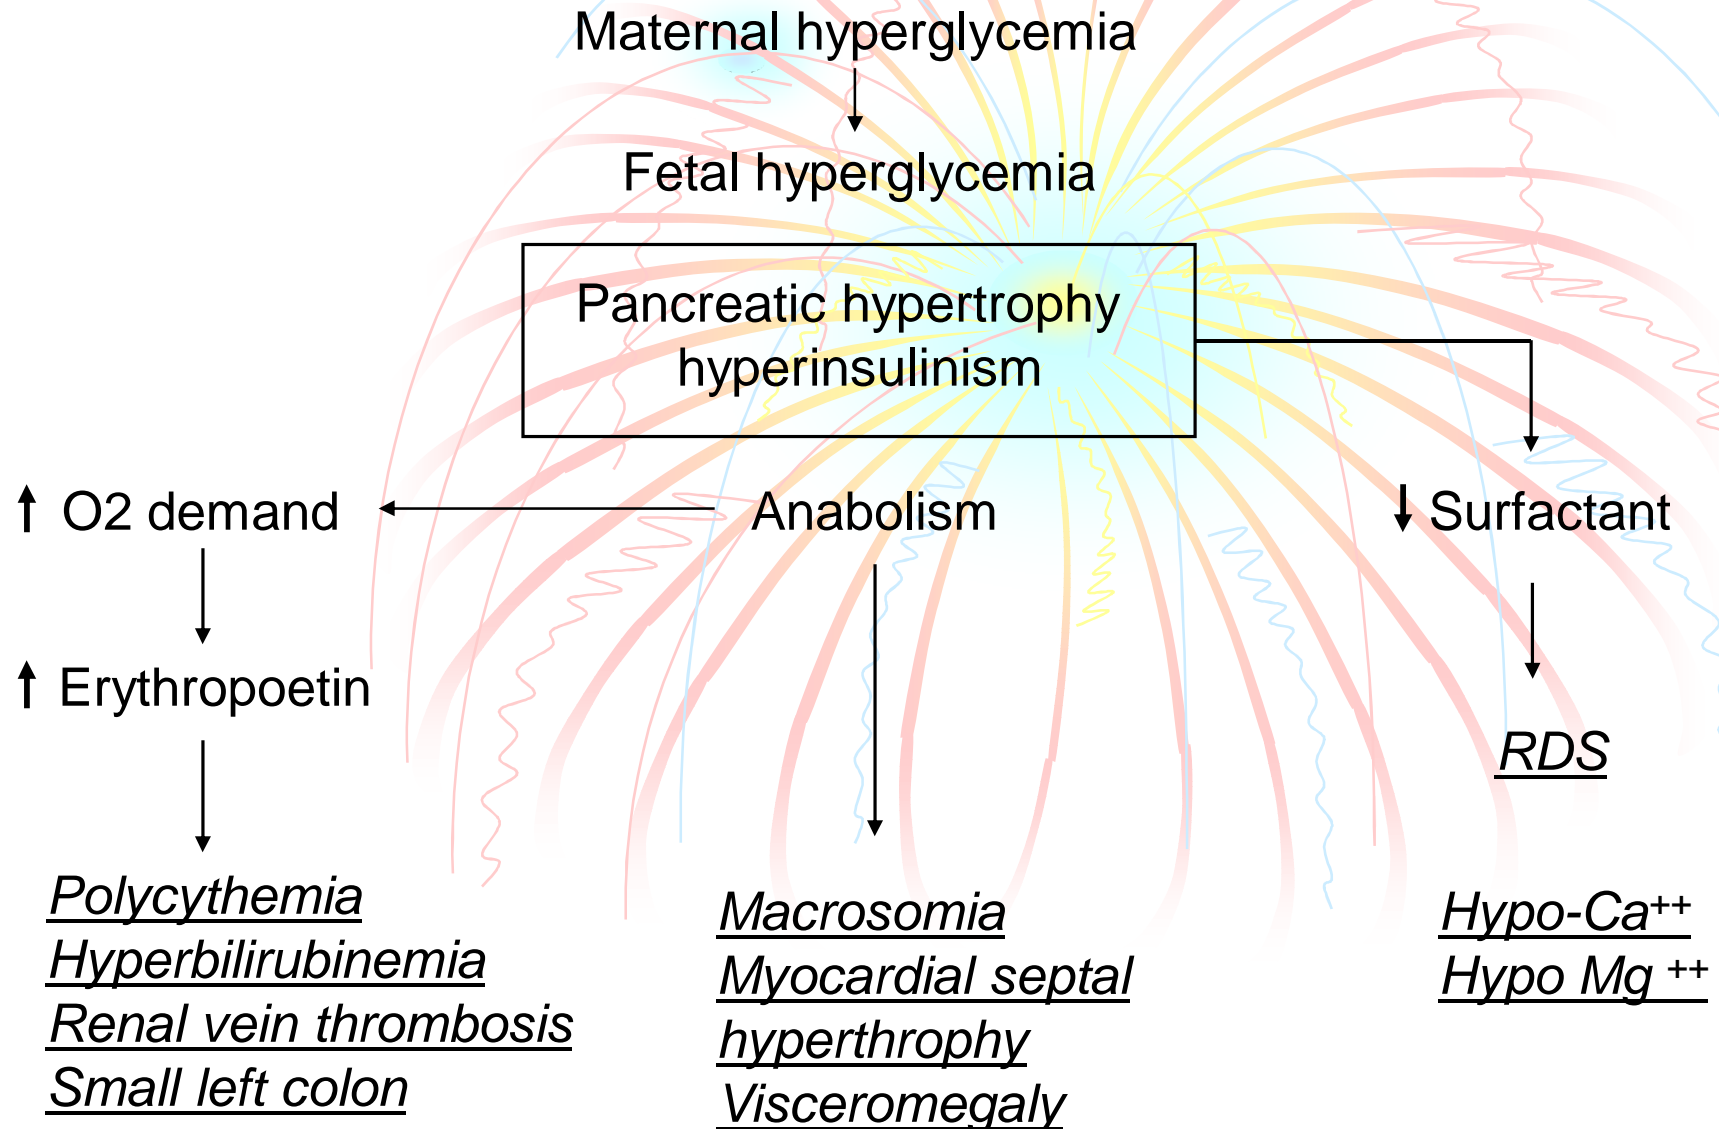 Maternal hyperglycemia
Fetal hyperglycemia
Pancreatic hypertrophy
hyperinsulinism
O2 demand
Anabolism
Surfactant
Erythropoetin
RDS
Polycythemia
Hyperbilirubinemia
Renal vein thrombosis
Small left colon
Macrosomia
Myocardial septal
hyperthrophy
Visceromegaly
Hypo-Ca⁺⁺
Hypo Mg ⁺⁺